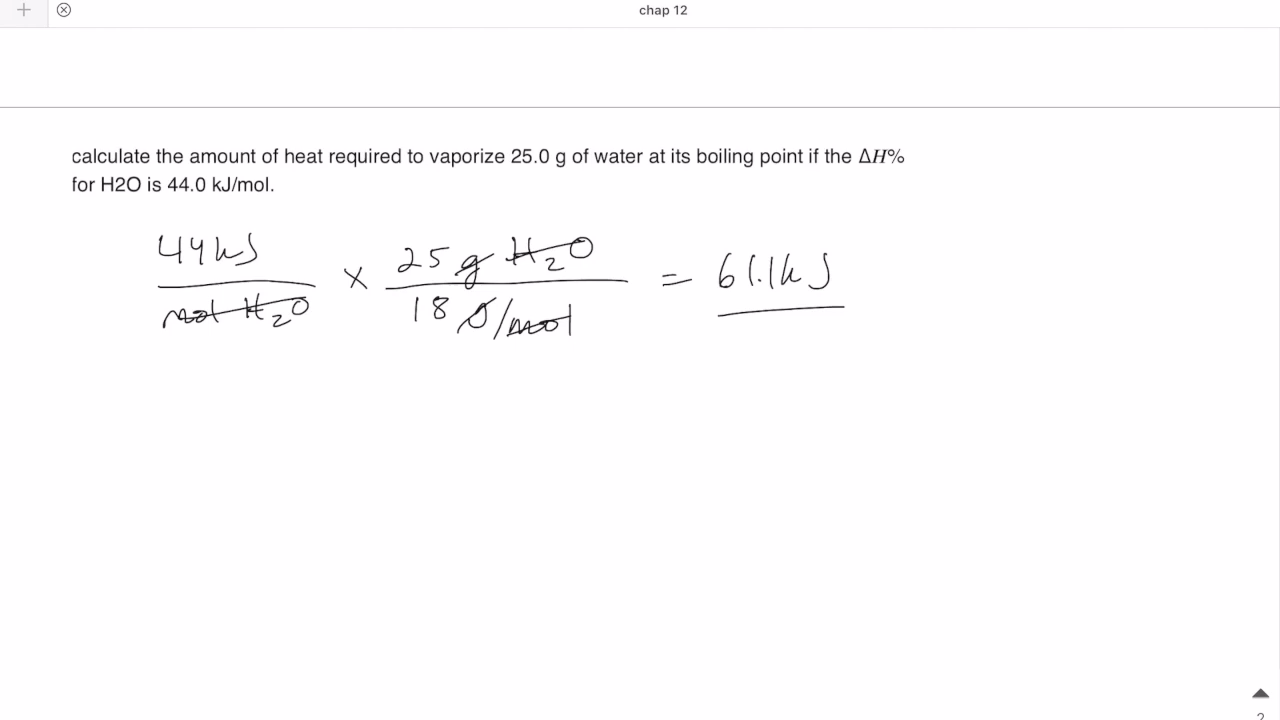 chap 12
calculate the amount of heat required to vaporize 25.0 g of water at its boiling point if the ΔH%
for H2O is 44.0 kJ/mol.
44kJ / mol H₂O × 25 g H₂O / 18 g/mol = 61.1kJ
2